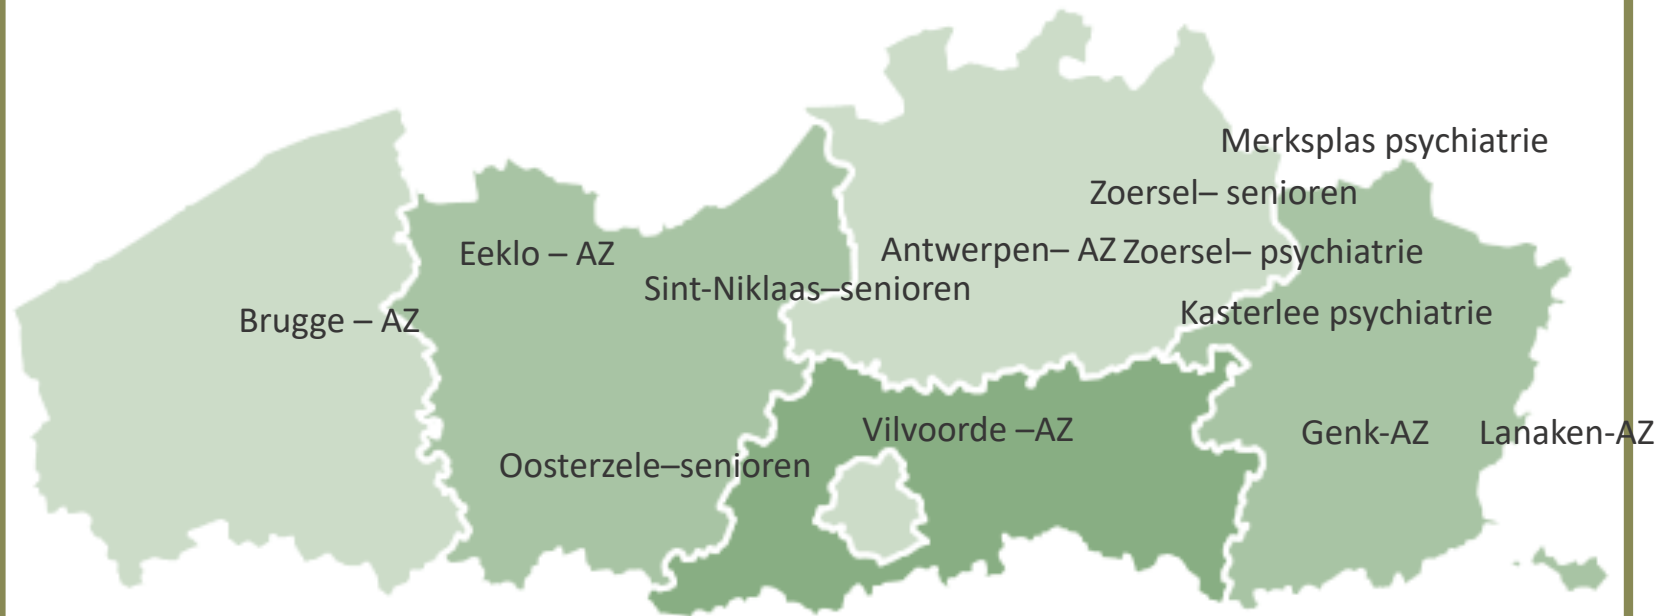 Merksplas psychiatrie
Zoersel– senioren
Eeklo – AZ
Antwerpen– AZ
Zoersel– psychiatrie
Sint-Niklaas–senioren
Brugge – AZ
Kasterlee psychiatrie
Vilvoorde –AZ
Genk-AZ
Lanaken-AZ
Oosterzele–senioren